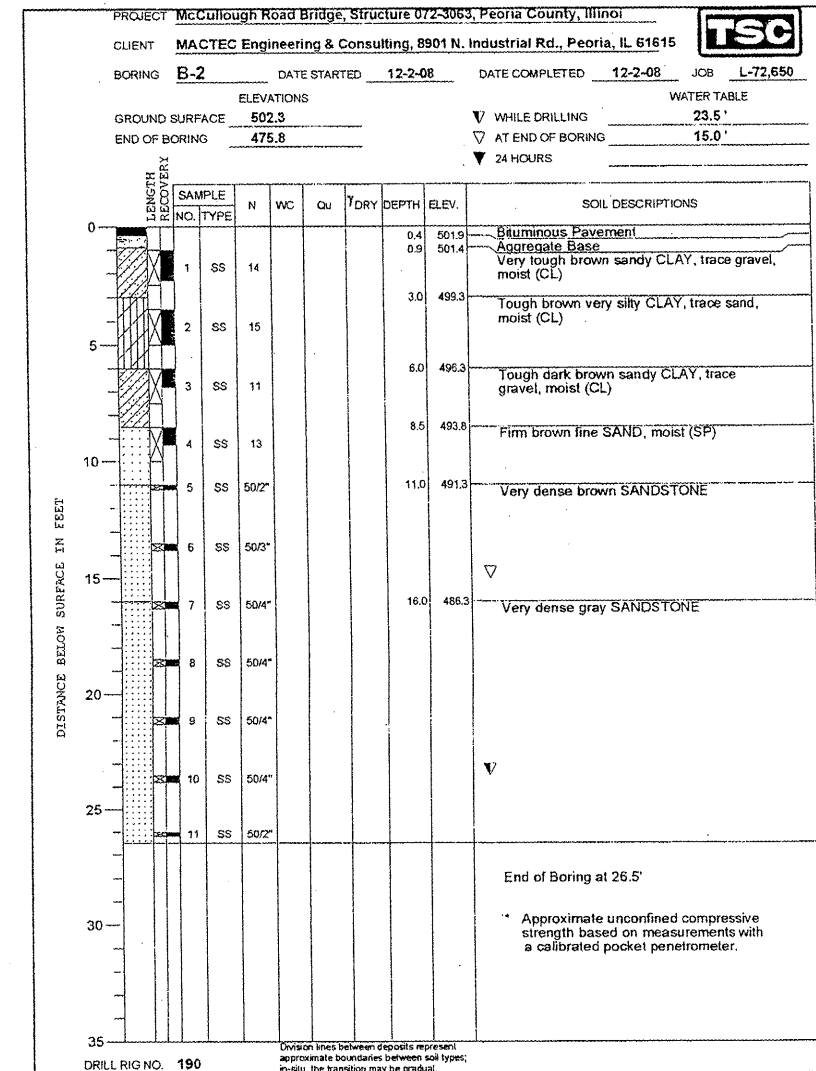 PROJECT McCullough Road Bridge, Structure 072-3063, Peoria County, Illinoi
TSC
CLIENT MACTEC Engineering & Consulting, 8901 N. Industrial Rd., Peoria, IL 61615
BORING B-2 DATE STARTED 12-2-08 DATE COMPLETED 12-2-08 JOB L-72,650
ELEVATIONS WATER TABLE
GROUND SURFACE 502.3 WHILE DRILLING 23.5'
END OF BORING 475.8 AT END OF BORING 15.0'
24 HOURS
LENGTH
RECOVERY
SAMPLE N WC Qu γDRY DEPTH ELEV. SOIL DESCRIPTIONS
NO. TYPE
0
0.4 501.9 Bituminous Pavement
0.9 501.4 Aggregate Base
Very tough brown sandy CLAY, trace gravel,
1 SS 14 moist (CL)
3.0 499.3 Tough brown very silty CLAY, trace sand,
moist (CL)
2 SS 15
5
6.0 496.3 Tough dark brown sandy CLAY, trace
3 SS 11 gravel, moist (CL)
8.5 493.8 Firm brown fine SAND, moist (SP)
4 SS 13
10
5 SS 50/2" 11.0 491.3 Very dense brown SANDSTONE
6 SS 50/3"
15
7 SS 50/4" 16.0 486.3 Very dense gray SANDSTONE
8 SS 50/4"
20
9 SS 50/4"
10 SS 50/4"
25
11 SS 50/2"
DISTANCE BELOW SURFACE IN FEET
End of Boring at 26.5'
* Approximate unconfined compressive
strength based on measurements with
a calibrated pocket penetrometer.
30
35
DRILL RIG NO. 190
Division lines between deposits represent
approximate boundaries between soil types;
in-situ, the transition may be gradual.